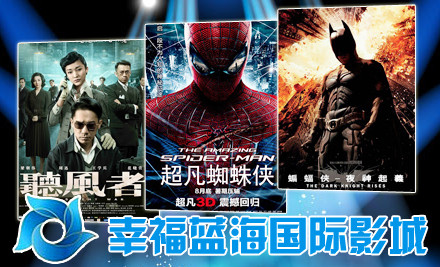 聽風者
THE AMAZING
SPIDER-MAN
超凡蜘蛛侠
8月底 暑期压轴
超凡3D 震撼回归
蝙蝠侠－夜神起義
THE DARK KNIGHT RISES
幸福蓝海国际影城